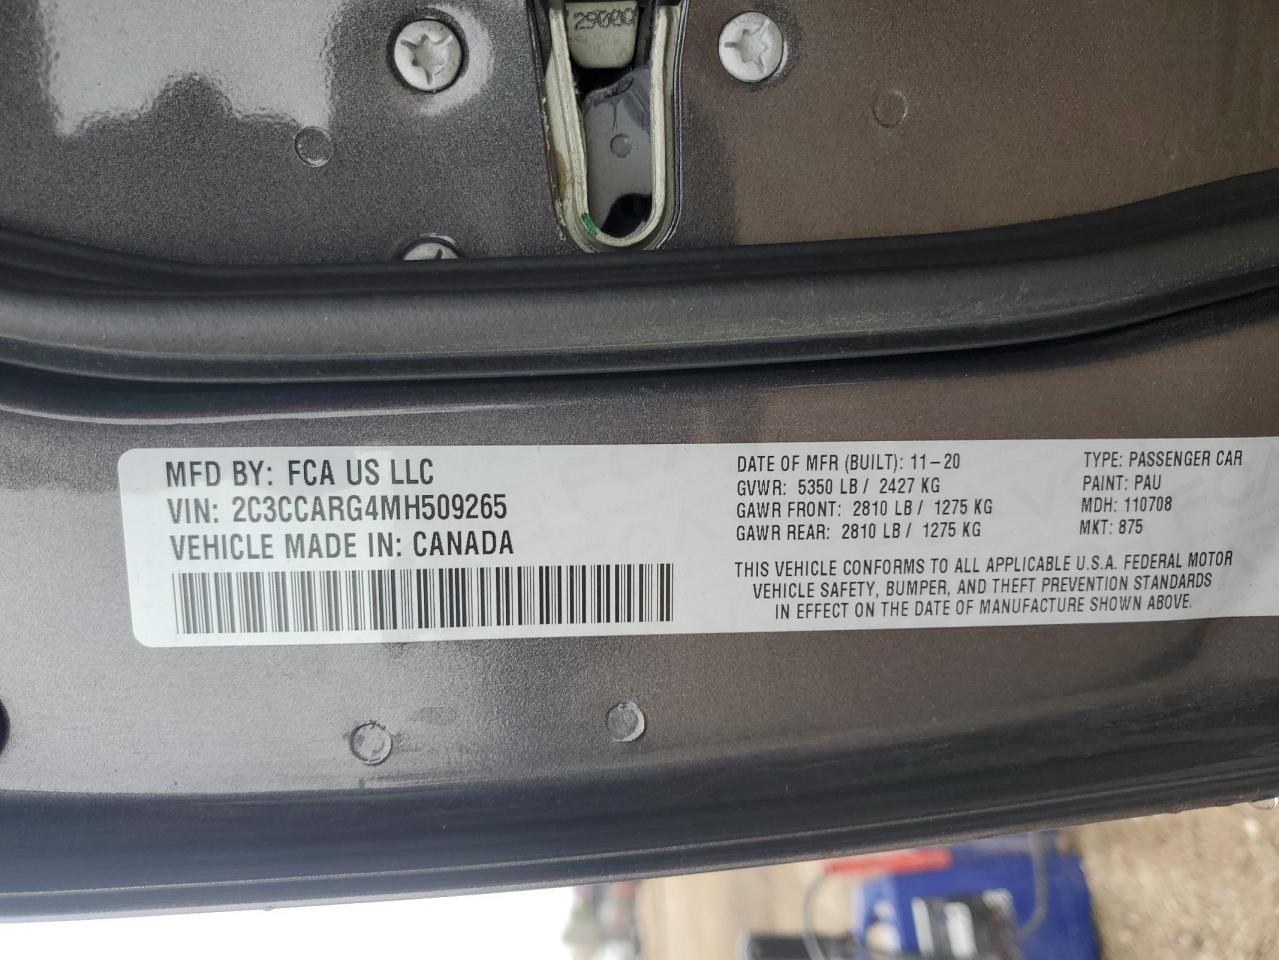 2900C
MFD BY: FCA US LLC
VIN: 2C3CCARG4MH509265
VEHICLE MADE IN: CANADA
DATE OF MFR (BUILT): 11-20
GVWR: 5350 LB / 2427 KG
GAWR FRONT: 2810 LB / 1275 KG
GAWR REAR: 2810 LB / 1275 KG
TYPE: PASSENGER CAR
PAINT: PAU
MDH: 110708
MKT: 875
THIS VEHICLE CONFORMS TO ALL APPLICABLE U.S.A. FEDERAL MOTOR
VEHICLE SAFETY, BUMPER, AND THEFT PREVENTION STANDARDS
IN EFFECT ON THE DATE OF MANUFACTURE SHOWN ABOVE.